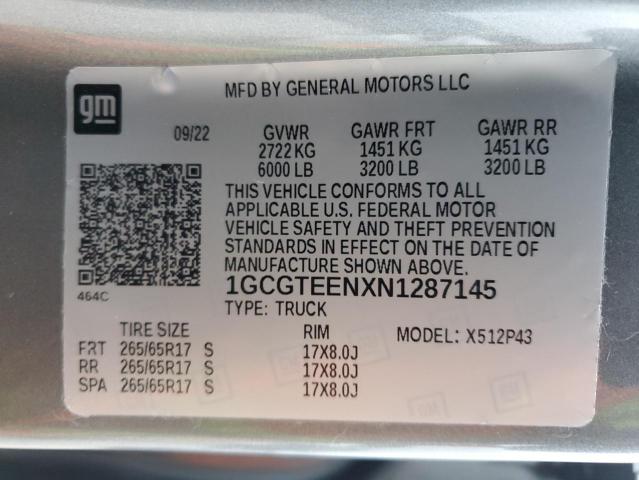 gm
MFD BY GENERAL MOTORS LLC
09/22 GVWR GAWR FRT GAWR RR
2722 KG 1451 KG 1451 KG
6000 LB 3200 LB 3200 LB
THIS VEHICLE CONFORMS TO ALL
APPLICABLE U.S. FEDERAL MOTOR
VEHICLE SAFETY AND THEFT PREVENTION
STANDARDS IN EFFECT ON THE DATE OF
MANUFACTURE SHOWN ABOVE.
464C
1GCGTEENXN1287145
TYPE: TRUCK
TIRE SIZE RIM MODEL: X512P43
FRT 265/65R17 S 17X8.0J
RR 265/65R17 S 17X8.0J
SPA 265/65R17 S 17X8.0J